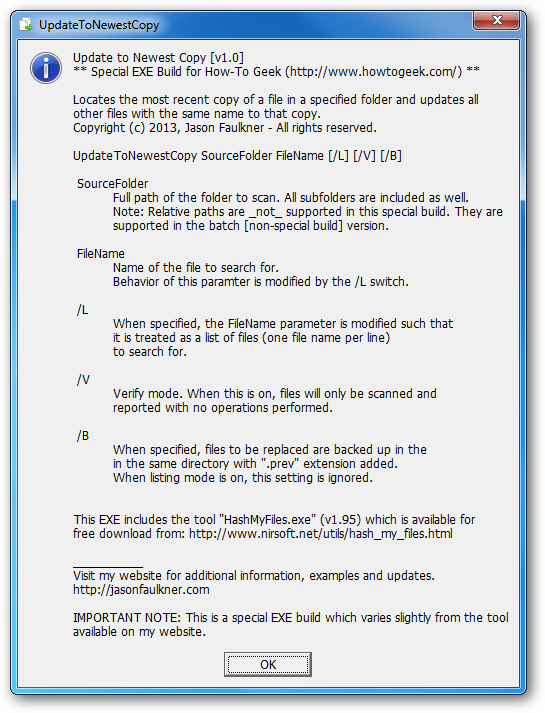 UpdateToNewestCopy
Update to Newest Copy [v1.0]
** Special EXE Build for How-To Geek (http://www.howtogeek.com/) **
Locates the most recent copy of a file in a specified folder and updates all
other files with the same name to that copy.
Copyright (c) 2013, Jason Faulkner - All rights reserved.
UpdateToNewestCopy SourceFolder FileName [/L] [/V] [/B]
SourceFolder
Full path of the folder to scan. All subfolders are included as well.
Note: Relative paths are _not_ supported in this special build. They are
supported in the batch [non-special build] version.
FileName
Name of the file to search for.
Behavior of this paramter is modified by the /L switch.
/L
When specified, the FileName parameter is modified such that
it is treated as a list of files (one file name per line)
to search for.
/V
Verify mode. When this is on, files will only be scanned and
reported with no operations performed.
/B
When specified, files to be replaced are backed up in the
in the same directory with ".prev" extension added.
When listing mode is on, this setting is ignored.
This EXE includes the tool "HashMyFiles.exe" (v1.95) which is available for
free download from: http://www.nirsoft.net/utils/hash_my_files.html
__________
Visit my website for additional information, examples and updates.
http://jasonfaulkner.com
IMPORTANT NOTE: This is a special EXE build which varies slightly from the tool
available on my website.
OK